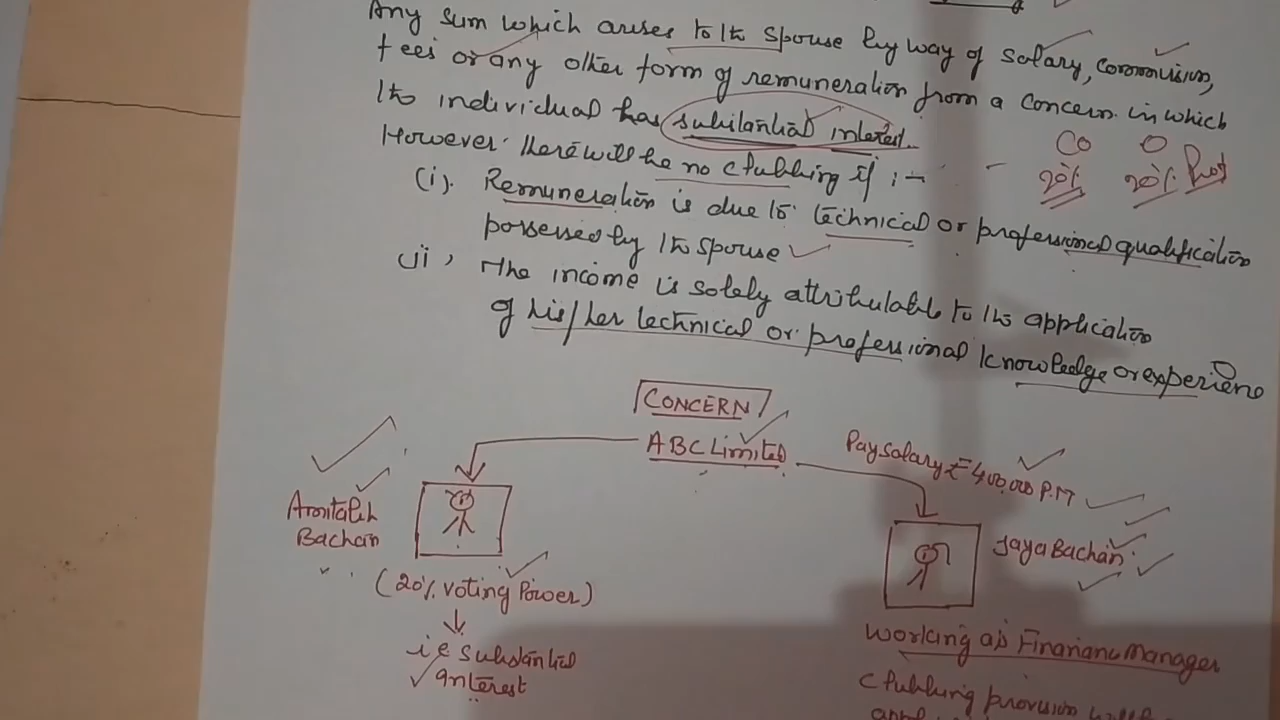 Any sum which arises to the Spouse by way of Salary, Commission,
fees or any other form of remuneration from a concern in which
the individual has substantial interest.
However there will be no clubbing if :-
Co O
20% 20% Prof
(i). Remuneration is due to technical or professional qualification
possessed by the spouse
(ii) The income is solely attributable to the application
of his/her technical or professional knowledge or experience
CONCERN
ABC Limited
Pay salary ₹ 400,000 P.M
Amitabh
Bachan
Jaya Bachan
(20% voting Power)
i.e substantial
Interest
working as Finance Manager
clubbing provision will be